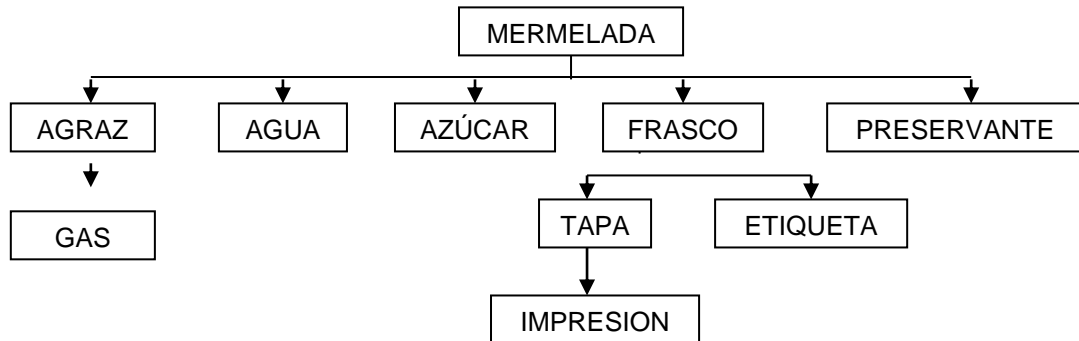 MERMELADA
AGRAZ
AGUA
AZÚCAR
FRASCO
PRESERVANTE
GAS
TAPA
ETIQUETA
IMPRESION